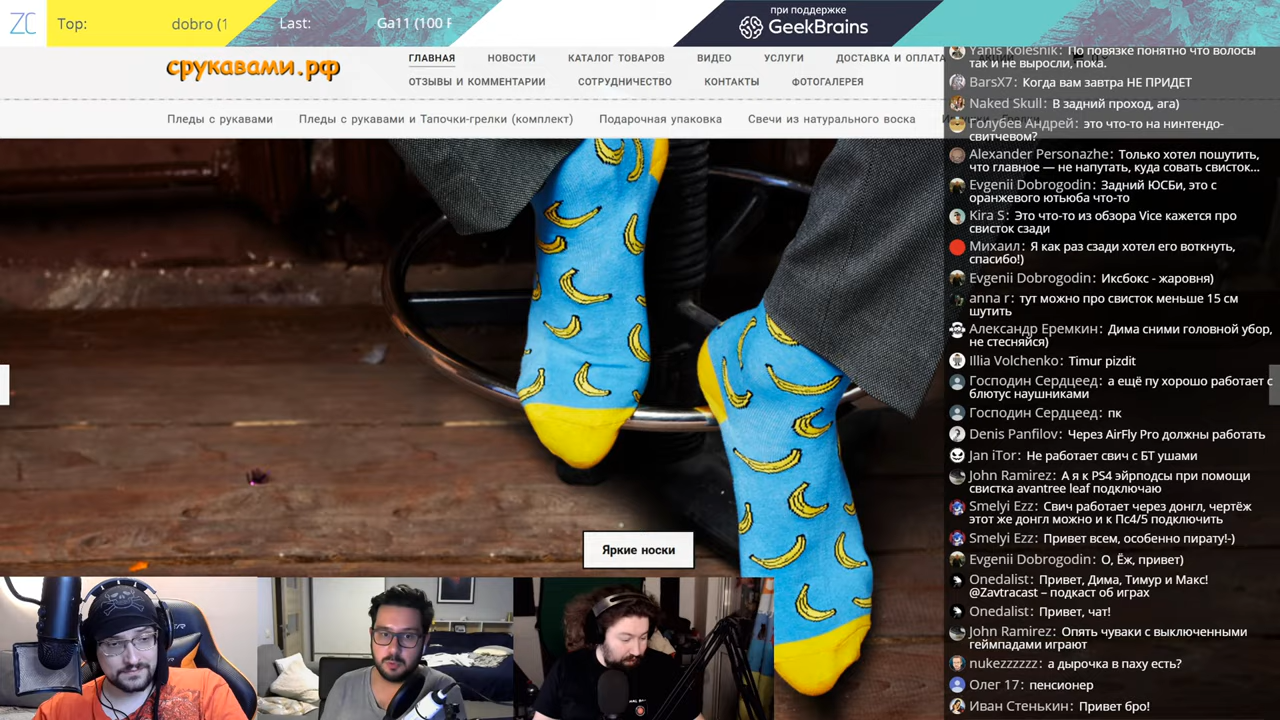 ZC
Top:
dobro (1
Last:
Ga11 (100
при поддержке
GeekBrains
срукавами.рф
ГЛАВНАЯ НОВОСТИ КАТАЛОГ ТОВАРОВ ВИДЕО УСЛУГИ ДОСТАВКА И ОПЛАТА
ОТЗЫВЫ И КОММЕНТАРИИ СОТРУДНИЧЕСТВО КОНТАКТЫ ФОТОГАЛЕРЕЯ
Пледы с рукавами Пледы с рукавами и Тапочки-грелки (комплект) Подарочная упаковка Свечи из натурального воска
Яркие носки
Yanis Kolesnik: По повязке понятно что волосы
так и не выросли, пока.
BarsX7: Когда вам завтра НЕ ПРИДЕТ
Naked Skull: В задний проход, ага)
Голубев Андрей: это что-то на нинтендо-
свитчевом?
Alexander Personazhe: Только хотел пошутить,
что главное — не напутать, куда совать свисток...
Evgenii Dobrogodin: Задний ЮСБи, это с
оранжевого ютьюба что-то
Kira S: Это что-то из обзора Vice кажется про
свисток сзади
Михаил: Я как раз сзади хотел его воткнуть,
спасибо!)
Evgenii Dobrogodin: Иксбокс - жаровня)
anna r: тут можно про свисток меньше 15 см
шутить
Александр Еремкин: Дима сними головной убор,
не стесняйся)
Illia Volchenko: Timur pizdit
Господин Сердцеед: а ещё пу хорошо работает с
блютус наушниками
Господин Сердцеед: пк
Denis Panfilov: Через AirFly Pro должны работать
Jan iTor: Не работает свич с БТ ушами
John Ramirez: А я к PS4 эйрподсы при помощи
свистка avantree leaf подключаю
Smelyi Ezz: Свич работает через донгл, чертёж
этот же донгл можно и к Пс4/5 подключить
Smelyi Ezz: Привет всем, особенно пирату!-)
Evgenii Dobrogodin: О, Ёж, привет)
Onedalist: Привет, Дима, Тимур и Макс!
@Zavtracast – подкаст об играх
Onedalist: Привет, чат!
John Ramirez: Опять чуваки с выключенными
геймпадами играют
nukezzzzzz: а дырочка в паху есть?
Олег 17: пенсионер
Иван Стенькин: Привет бро!